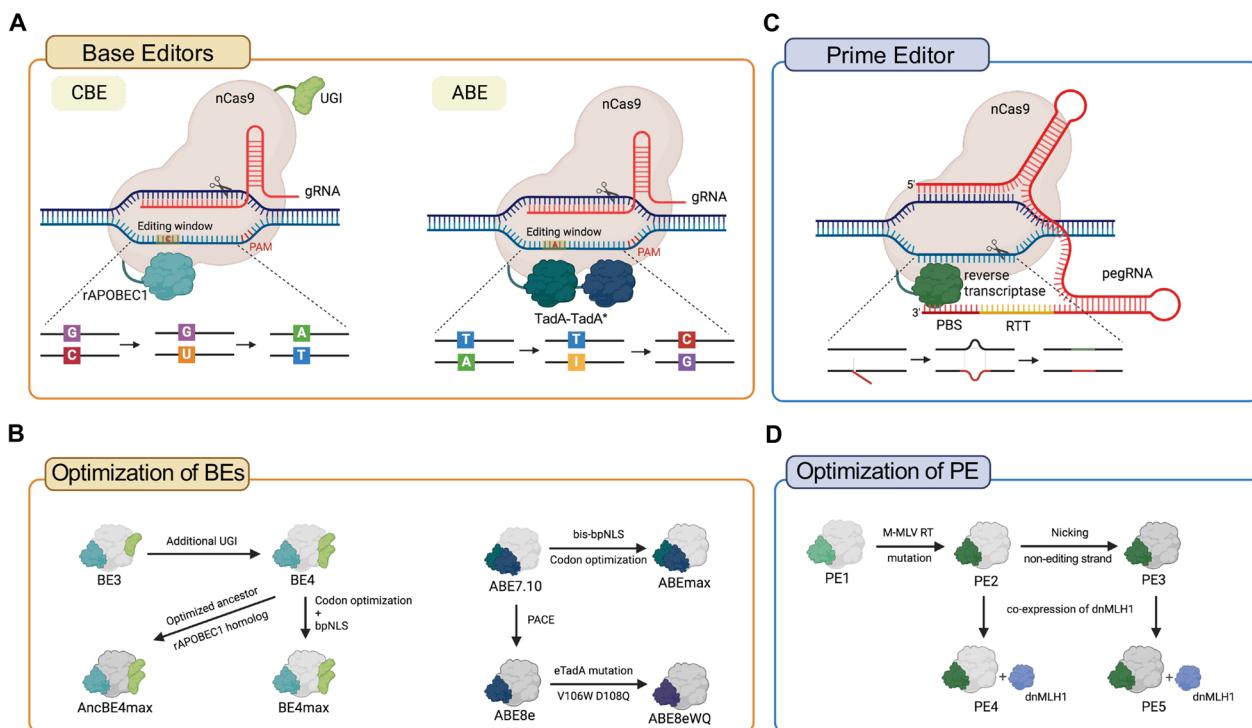 A
Base Editors
CBE
nCas9
UGI
gRNA
Editing window
C
PAM
rAPOBEC1
G
C
G
U
A
T
ABE
nCas9
gRNA
Editing window
A
PAM
TadA-TadA*
T
A
T
I
C
G
C
Prime Editor
nCas9
5'
reverse
transcriptase
pegRNA
3'
PBS
RTT
B
Optimization of BEs
BE3
Additional UGI
BE4
Optimized ancestor
rAPOBEC1 homolog
Codon optimization
+
bpNLS
AncBE4max
BE4max
ABE7.10
bis-bpNLS
Codon optimization
ABEmax
PACE
ABE8e
eTadA mutation
V106W D108Q
ABE8eWQ
D
Optimization of PE
PE1
M-MLV RT
mutation
PE2
Nicking
non-editing strand
PE3
co-expression of dnMLH1
PE4
+
dnMLH1
PE5
+
dnMLH1